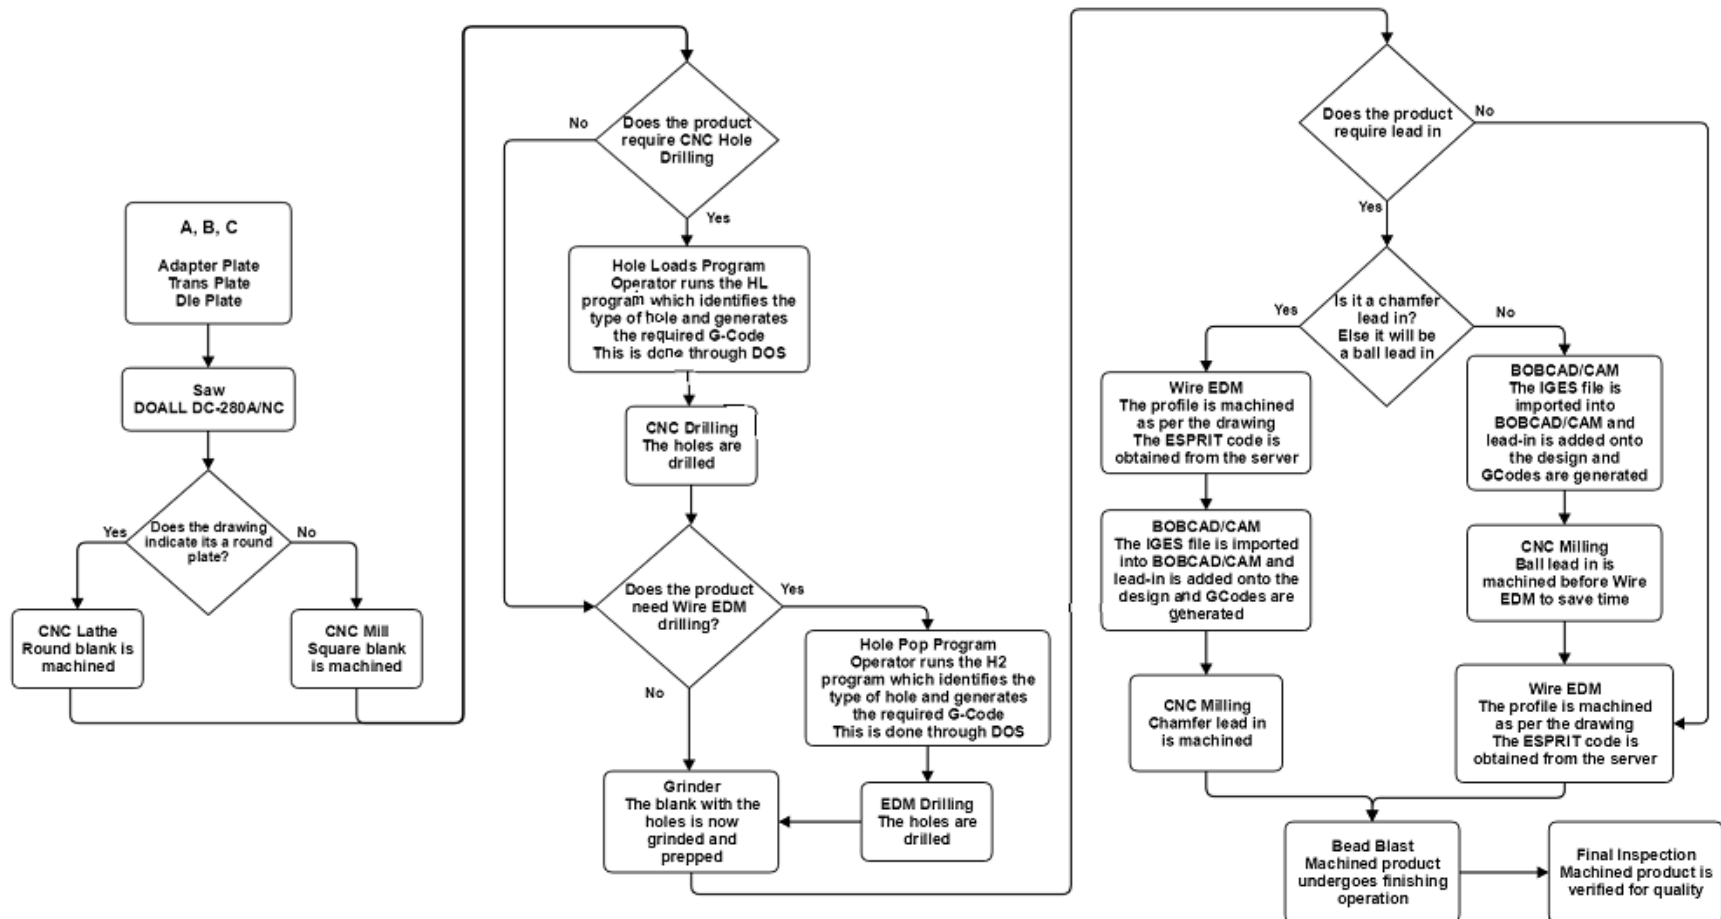 A, B, C
Adapter Plate
Trans Plate
DIe Plate
Saw
DOALL DC-280A/NC
Does the drawing
indicate its a round
plate?
Yes
No
CNC Lathe
Round blank is
machined
CNC Mill
Square blank
is machined
Does the product
require CNC Hole
Drilling
No
Yes
Hole Loads Program
Operator runs the HL
program which identifies the
type of hole and generates
the required G-Code
This is done through DOS
CNC Drilling
The holes are
drilled
Does the product
need Wire EDM
drilling?
Yes
No
Hole Pop Program
Operator runs the H2
program which identifies the
type of hole and generates
the required G-Code
This is done through DOS
EDM Drilling
The holes are
drilled
Grinder
The blank with the
holes is now
grinded and
prepped
Does the product
require lead in
No
Yes
Is it a chamfer
lead in?
Else it will be
a ball lead in
Yes
No
Wire EDM
The profile is machined
as per the drawing
The ESPRIT code is
obtained from the server
BOBCAD/CAM
The IGES file is imported
into BOBCAD/CAM and
lead-in is added onto the
design and GCodes are
generated
CNC Milling
Chamfer lead in
is machined
BOBCAD/CAM
The IGES file is
imported into
BOBCAD/CAM and
lead-in is added onto
the design and
GCodes are generated
CNC Milling
Ball lead in is
machined before Wire
EDM to save time
Wire EDM
The profile is machined
as per the drawing
The ESPRIT code is
obtained from the server
Bead Blast
Machined product
undergoes finishing
operation
Final Inspection
Machined product is
verified for quality